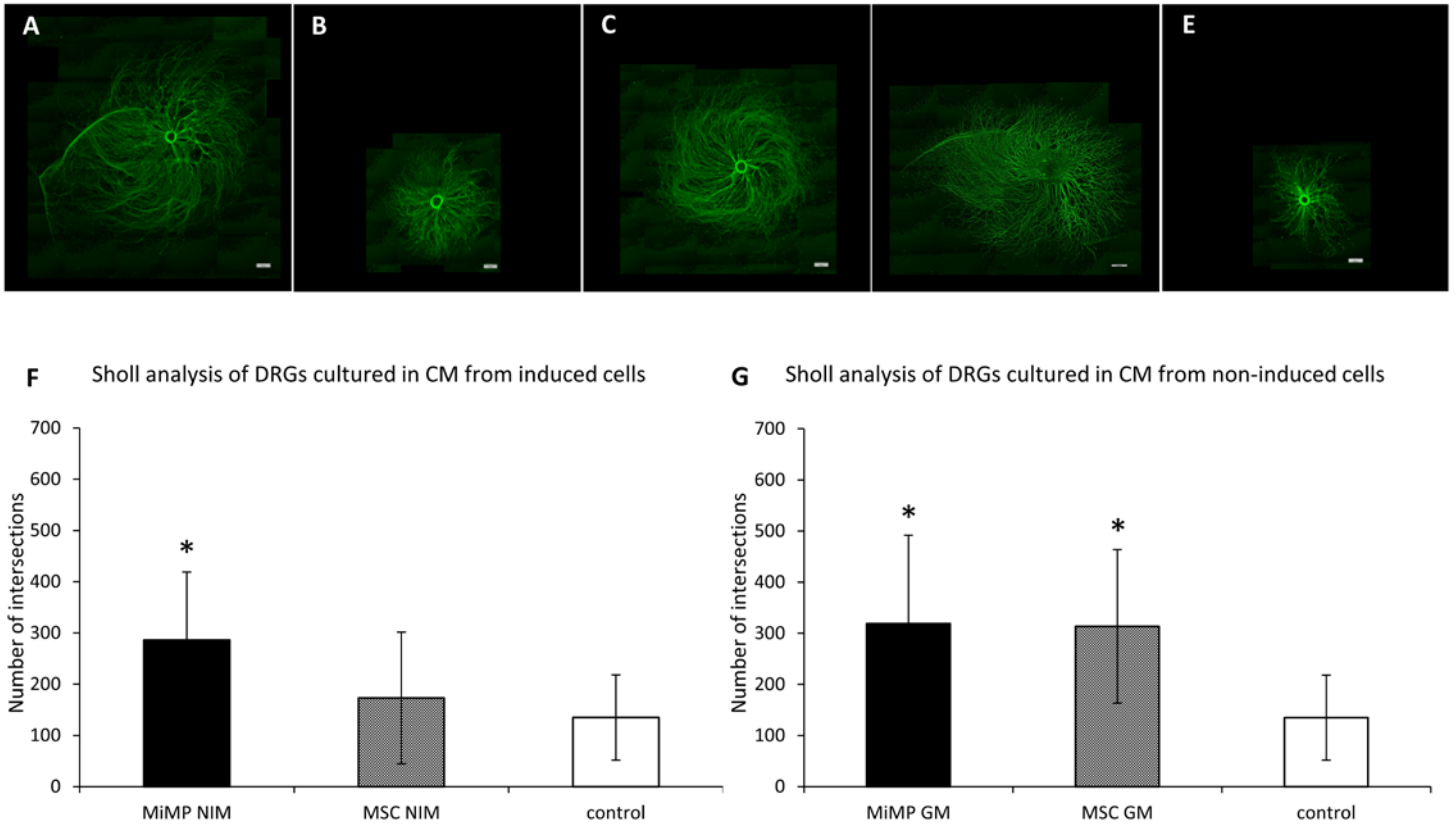 A
B
C
E
F Sholl analysis of DRGs cultured in CM from induced cells
700
600
500
400
300
200
100
0
Number of intersections
*
MiMP NIM MSC NIM control
G Sholl analysis of DRGs cultured in CM from non-induced cells
700
600
500
400
300
200
100
0
Number of intersections
* *
MiMP GM MSC GM control